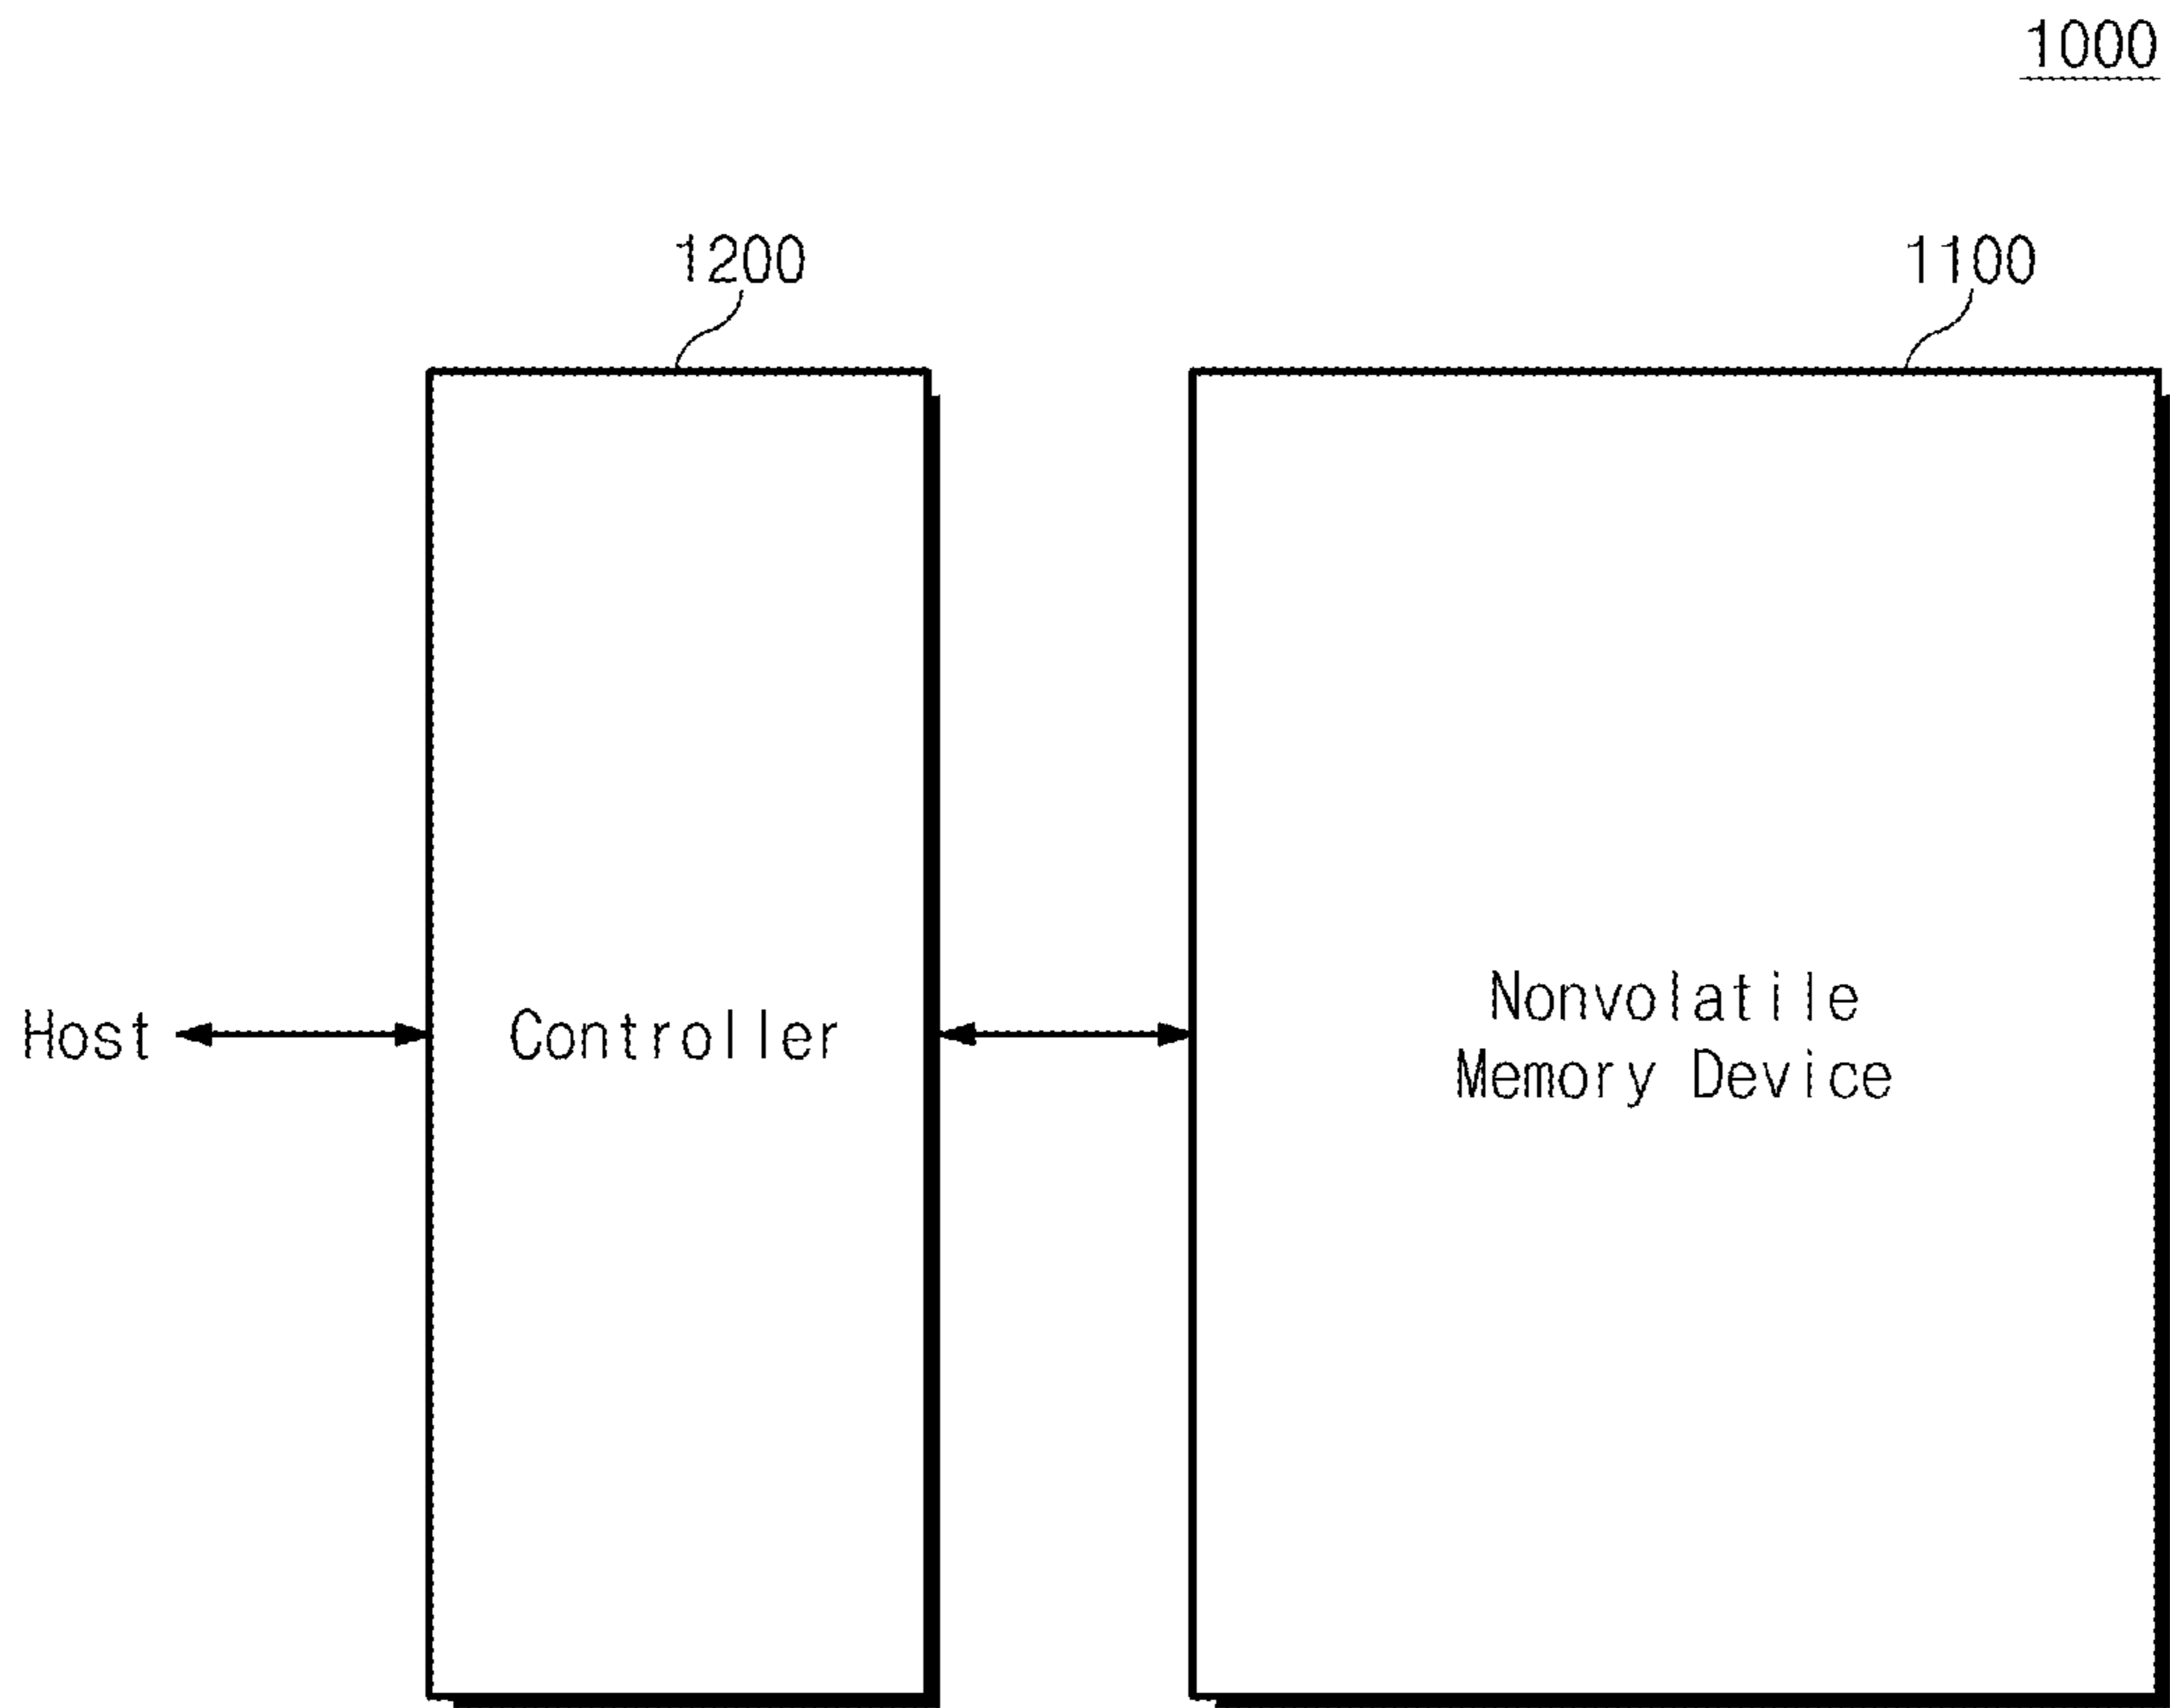 1000
1200
1100
Host
Controller
Nonvolatile
Memory Device